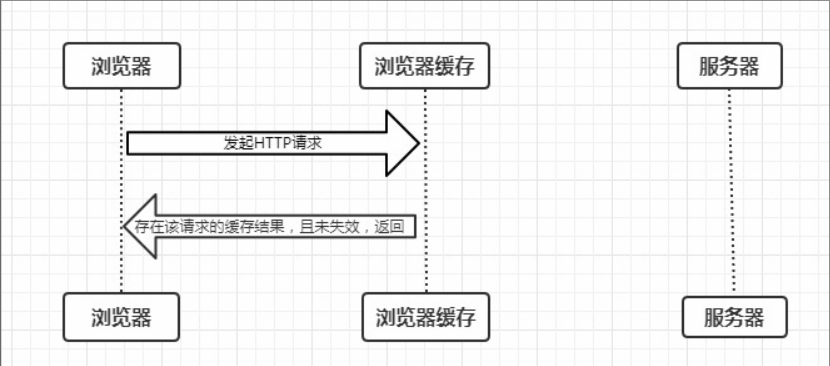 浏览器
浏览器缓存
服务器
发起HTTP请求
存在该请求的缓存结果，且未失效，返回
浏览器
浏览器缓存
服务器